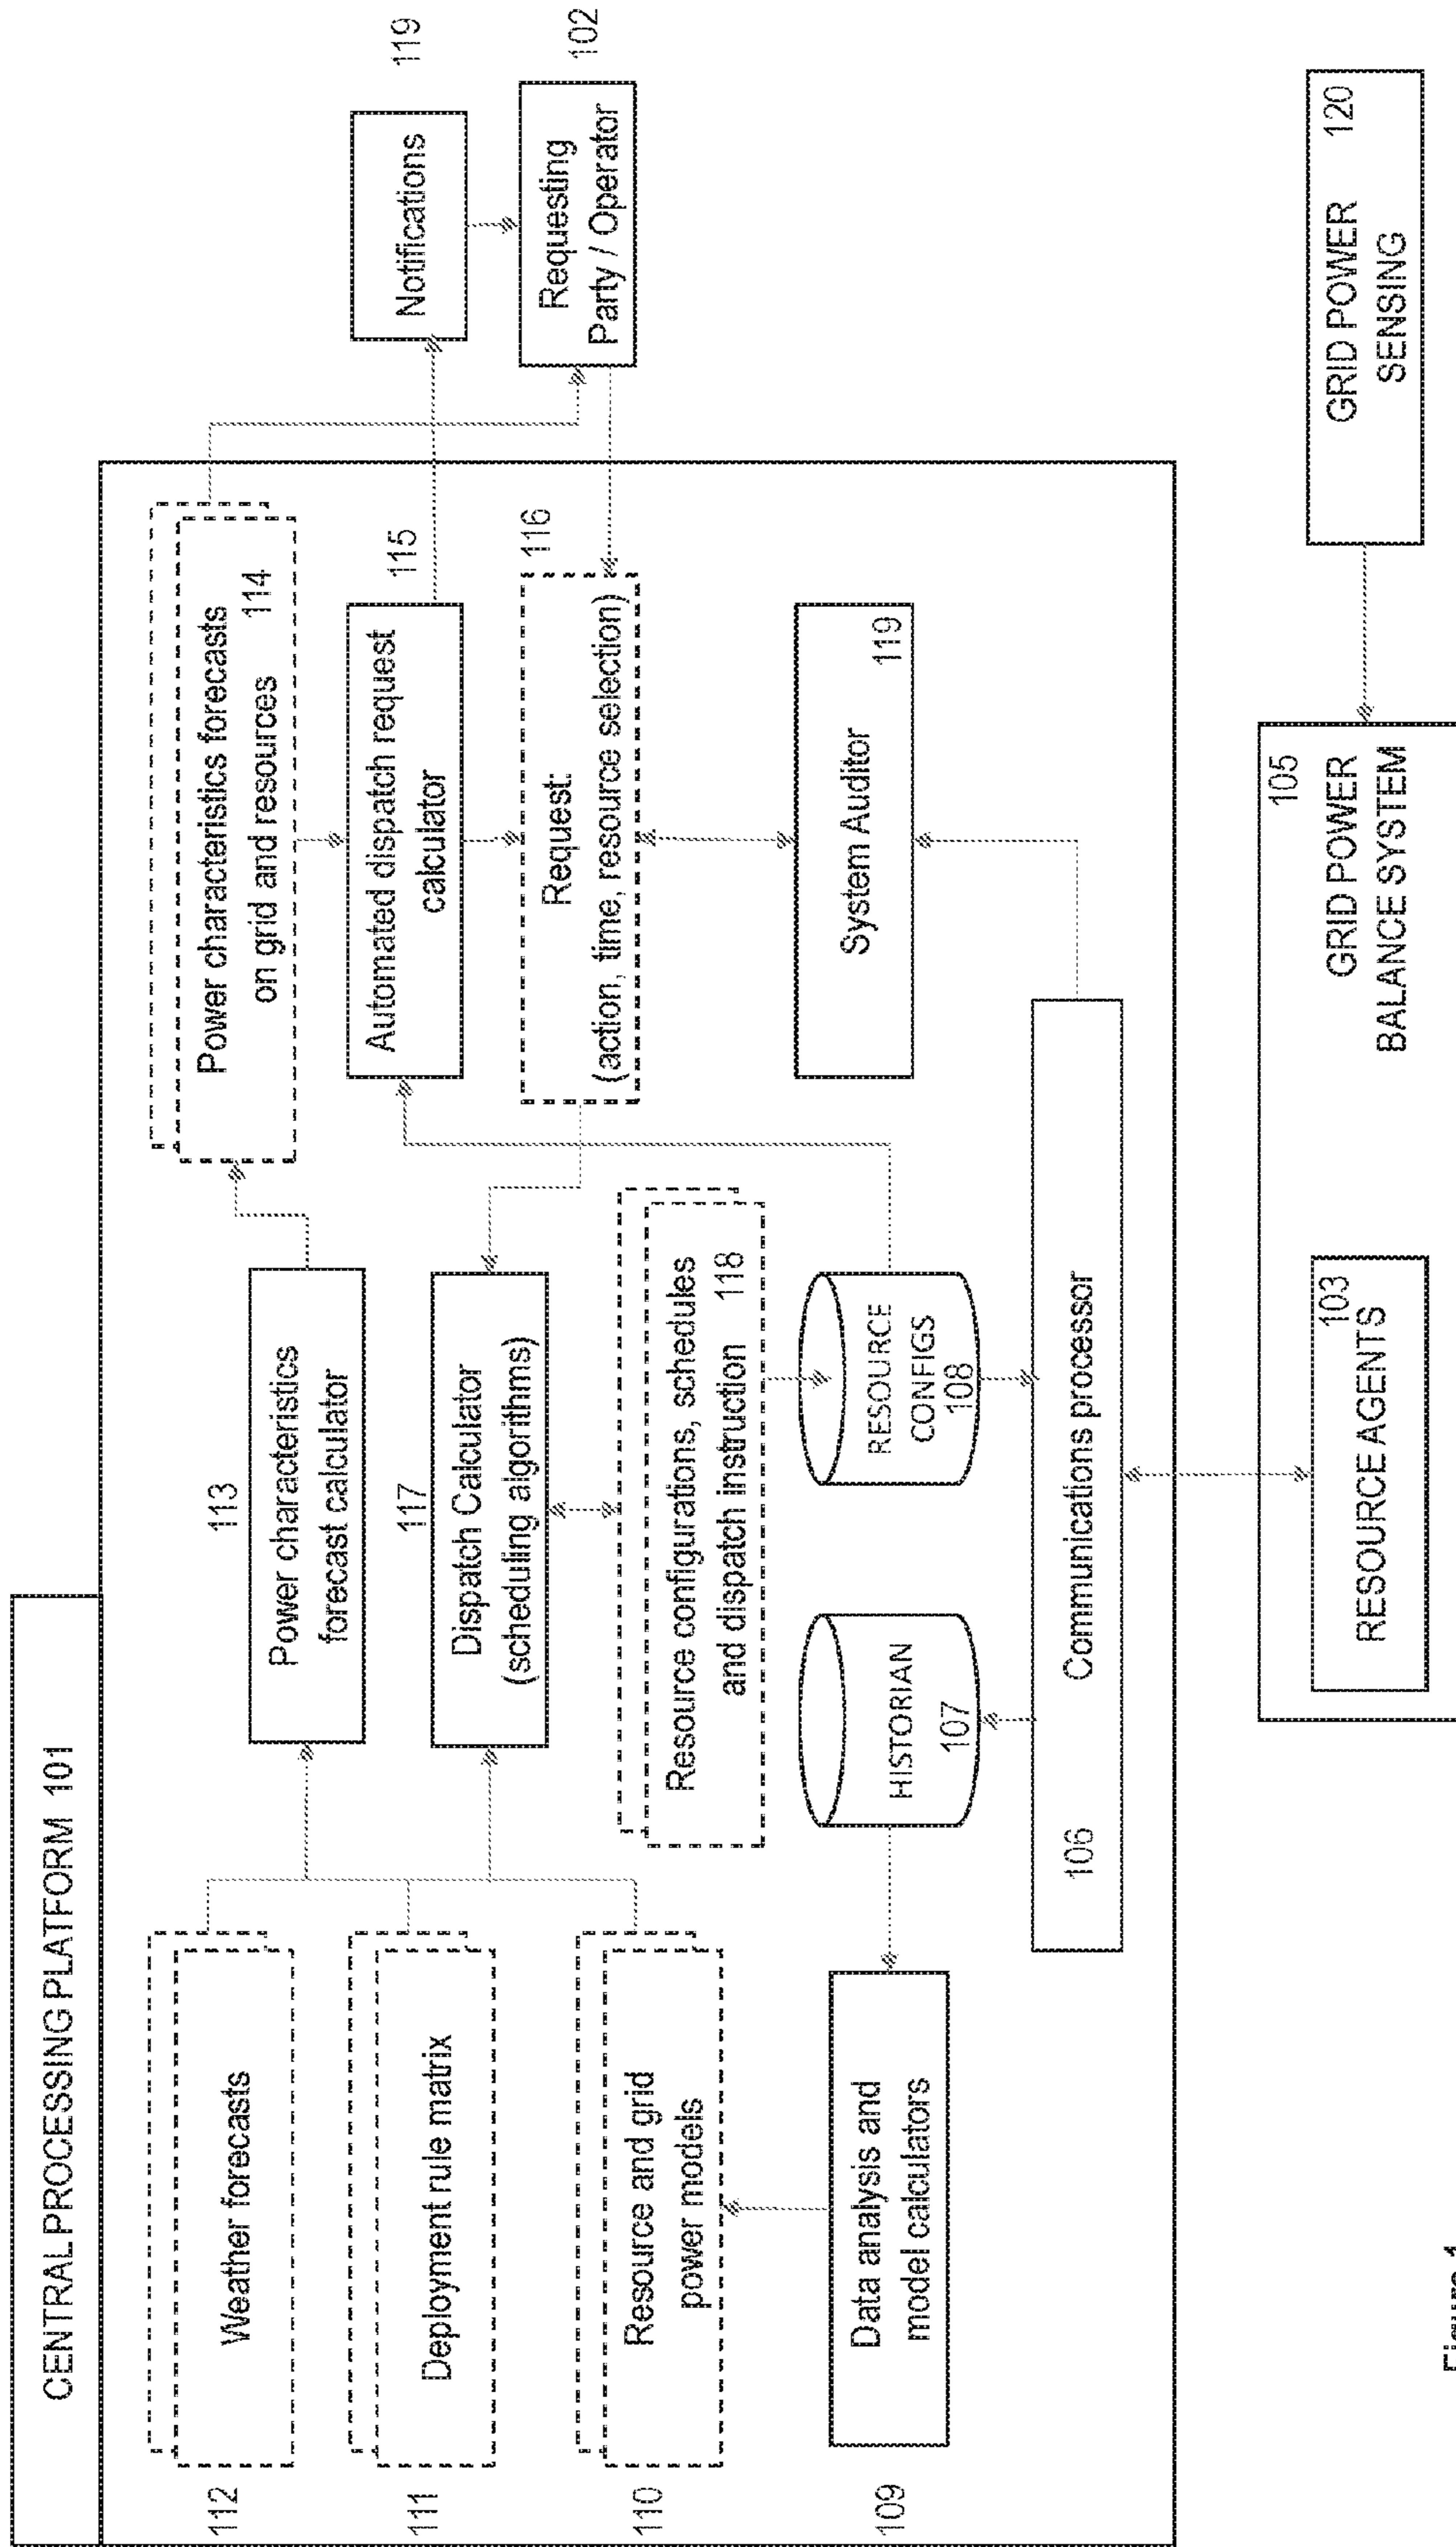 CENTRAL PROCESSING PLATFORM 101
112
Weather forecasts
111
Deployment rule matrix
110
Resource and grid
power models
109
Data analysis and
model calculators
113
Power characteristics
forecast calculator
117
Dispatch Calculator
(scheduling algorithms)
Resource configurations, schedules
and dispatch instruction 118
HISTORIAN
107
RESOURCE
CONFIGS
108
106
Communications processor
Power characteristics forecasts
on grid and resources 114
115
Automated dispatch request
calculator
116
Request:
(action, time, resource selection)
System Auditor
119
Notifications
119
Requesting
Party / Operator
102
105
GRID POWER
BALANCE SYSTEM
103
RESOURCE AGENTS
GRID POWER
SENSING
120
Figure 1